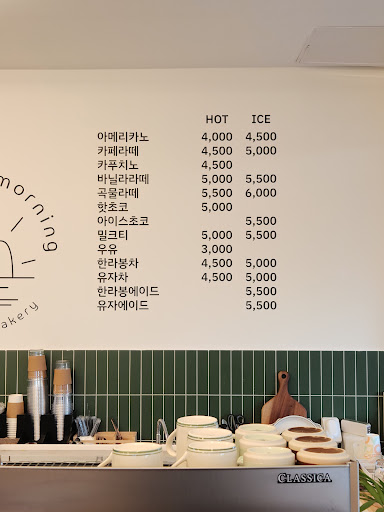 HOT ICE
아메리카노 4,000 4,500
카페라떼 4,500 5,000
카푸치노 4,500
바닐라라떼 5,000 5,500
곡물라떼 5,500 6,000
핫초코 5,000
아이스초코 5,500
밀크티 5,000 5,500
우유 3,000
한라봉차 4,500 5,000
유자차 4,500 5,000
한라봉에이드 5,500
유자에이드 5,500
morning
akery
CLASSICA